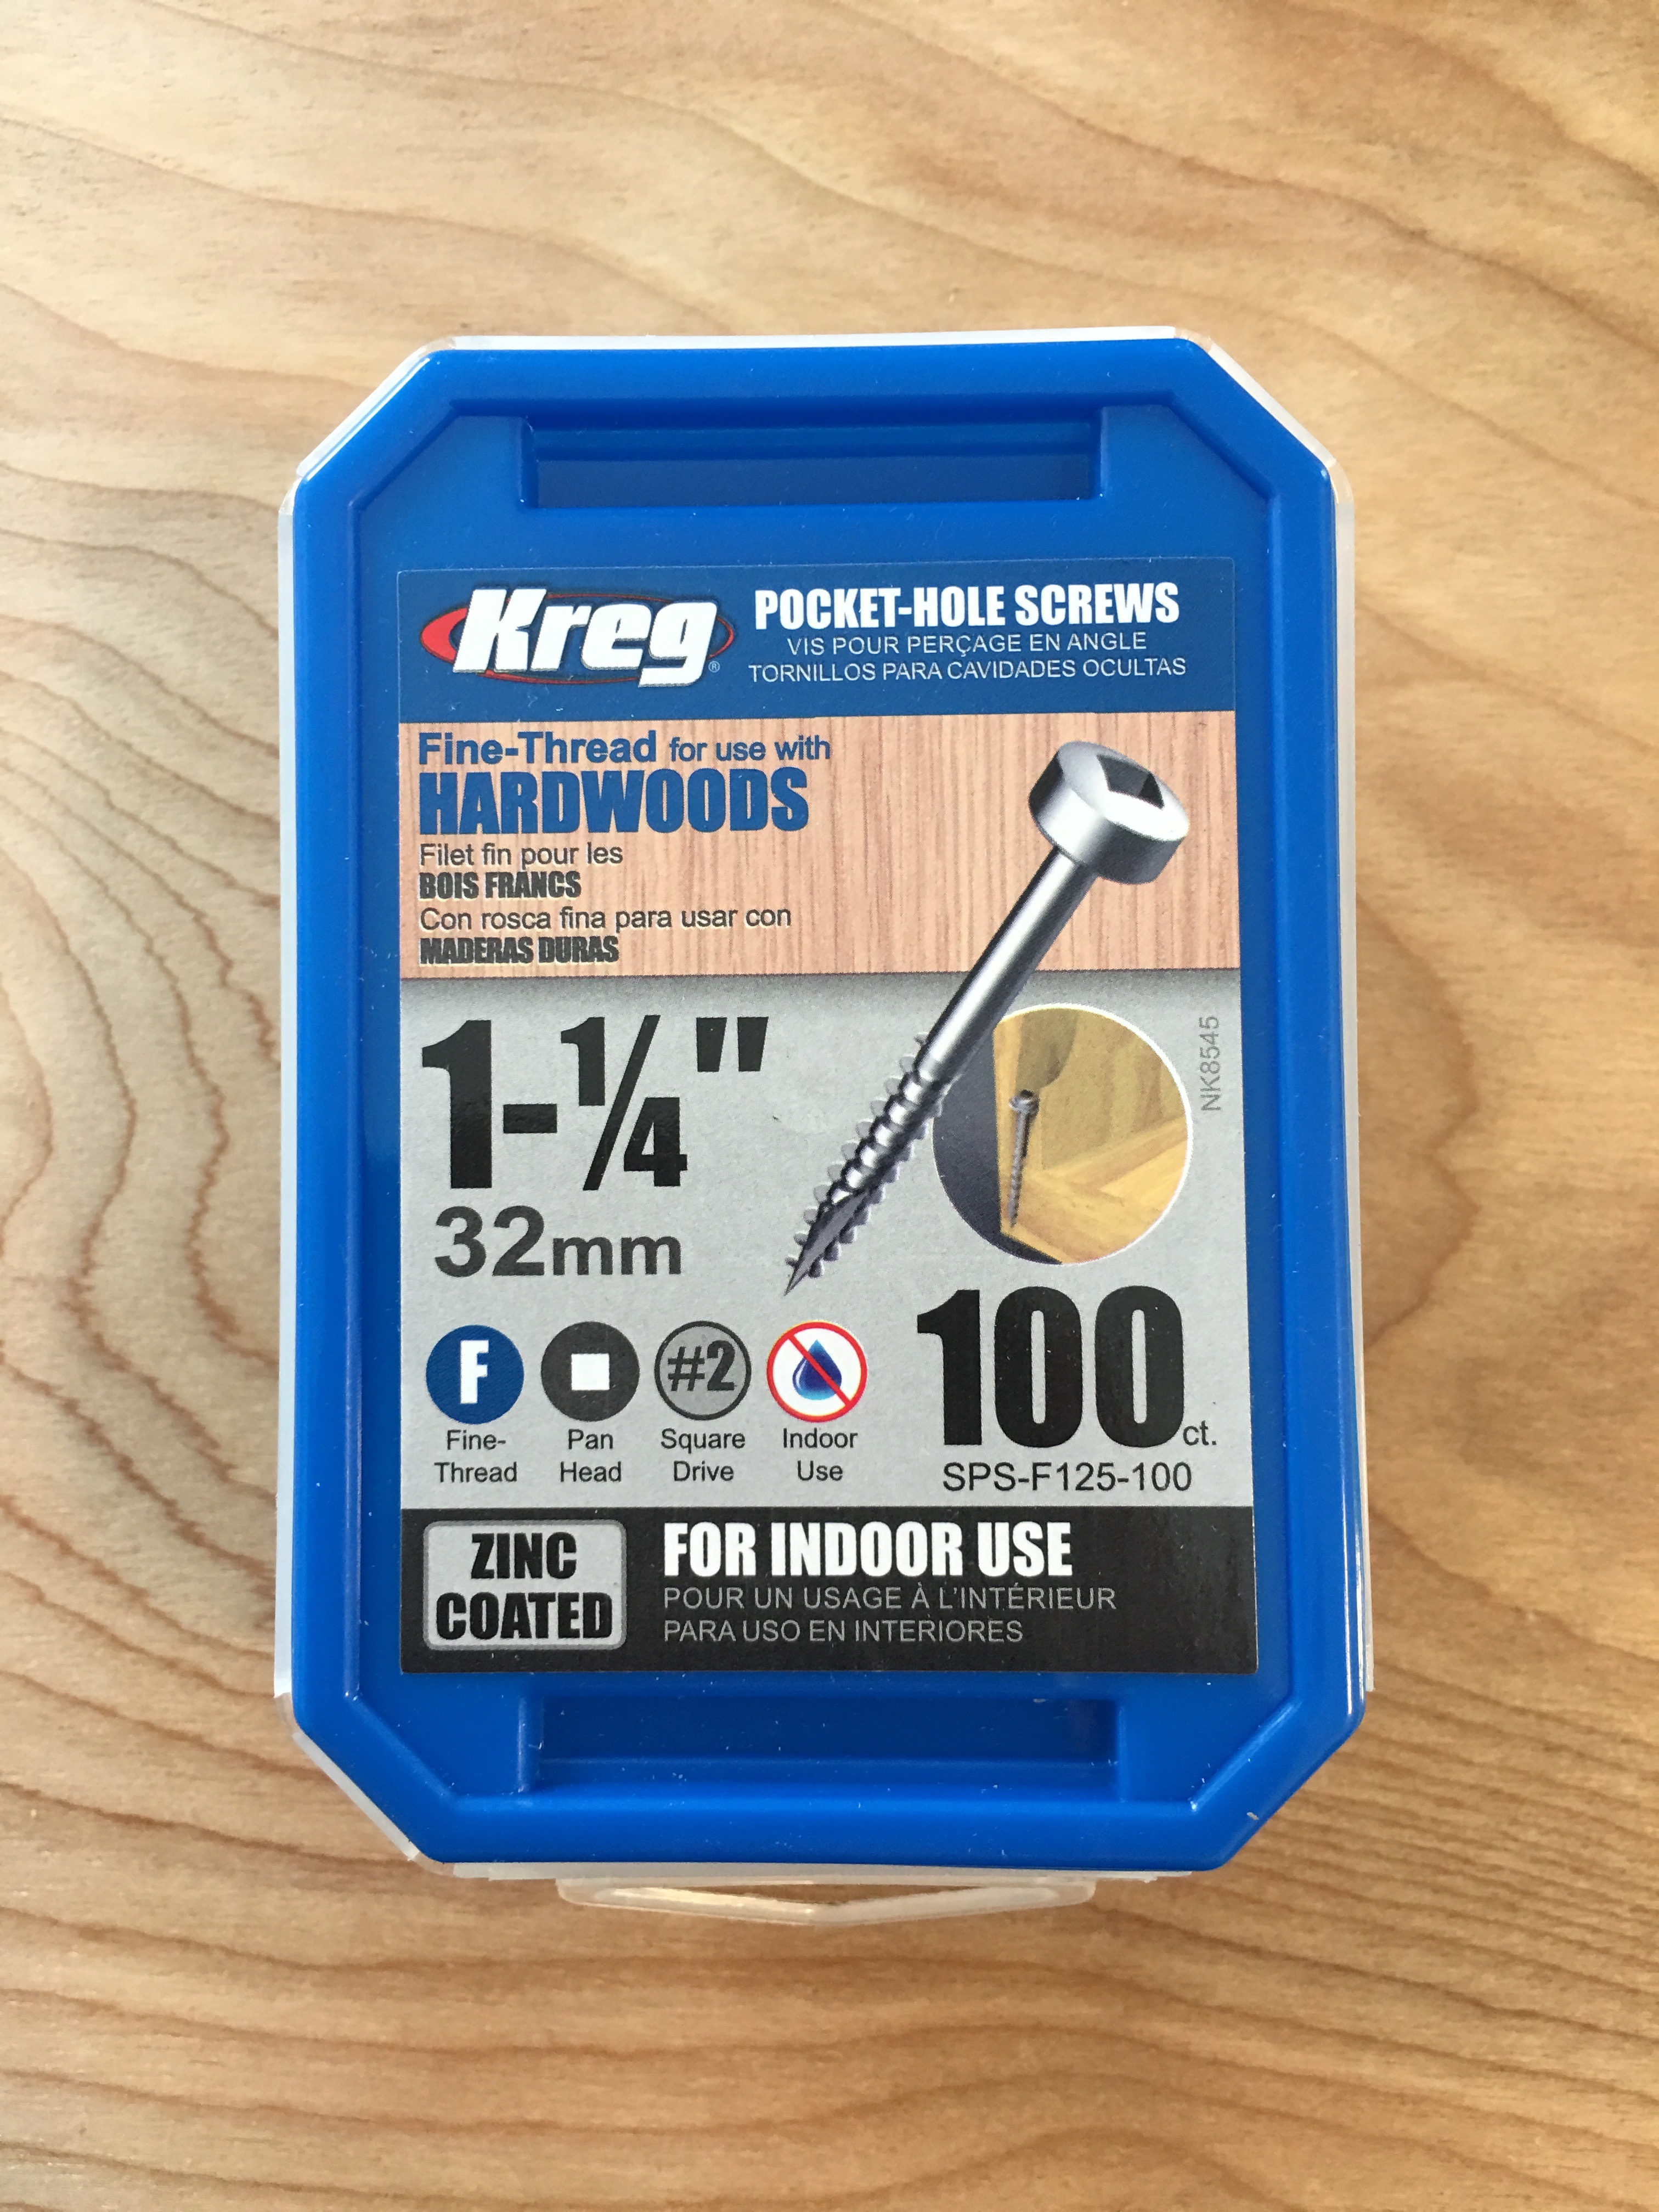 Kreg®
POCKET-HOLE SCREWS
VIS POUR PERÇAGE EN ANGLE
TORNILLOS PARA CAVIDADES OCULTAS
Fine-Thread for use with
HARDWOODS
Filet fin pour les
BOIS FRANCS
Con rosca fina para usar con
MADERAS DURAS
1-¼"
32mm
NK8545
F
Fine-
Thread
Pan
Head
#2
Square
Drive
Indoor
Use
100ct.
SPS-F125-100
ZINC
COATED
FOR INDOOR USE
POUR UN USAGE À L'INTÉRIEUR
PARA USO EN INTERIORES